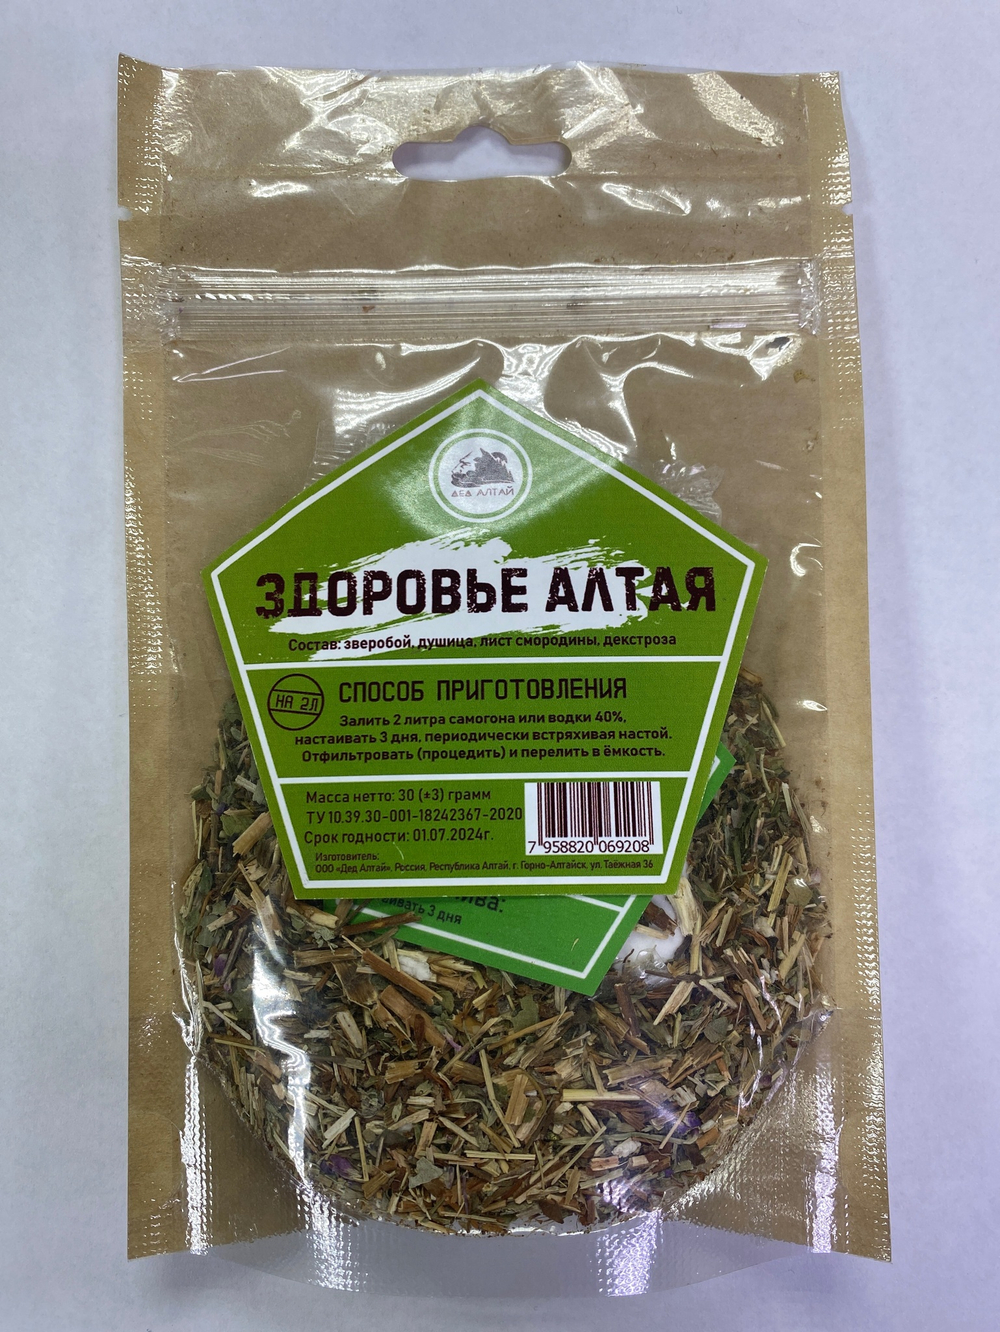 ДЕД АЛТАЙ
ЗДОРОВЬЕ АЛТАЯ
Состав: зверобой, душица, лист смородины, декстроза
НА 2Л
СПОСОБ ПРИГОТОВЛЕНИЯ
Залить 2 литра самогона или водки 40%,
настаивать 3 дня, периодически встряхивая настой.
Отфильтровать (процедить) и перелить в ёмкость.
Масса нетто: 30 (±3) грамм
ТУ 10.39.30-001-18242367-2020
Срок годности: 01.07.2024г.
Изготовитель:
ООО «Дед Алтай», Россия, Республика Алтай, г. Горно-Алтайск, ул. Таёжная 36
7 958820 069208
3 дня